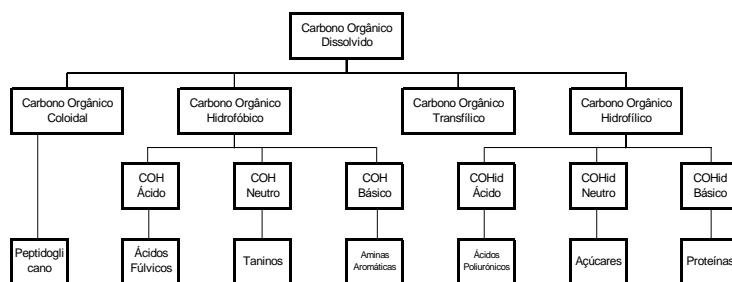 Carbono Orgânico
Dissolvido
Carbono Orgânico
Coloidal
Carbono Orgânico
Hidrofóbico
Carbono Orgânico
Transfílico
Carbono Orgânico
Hidrofílico
COH
Ácido
COH
Neutro
COH
Básico
COHid
Ácido
COHid
Neutro
COHid
Básico
Peptidogli
cano
Ácidos
Fúlvicos
Taninos
Aminas
Aromáticas
Ácidos
Poliurónicos
Açúcares
Proteínas